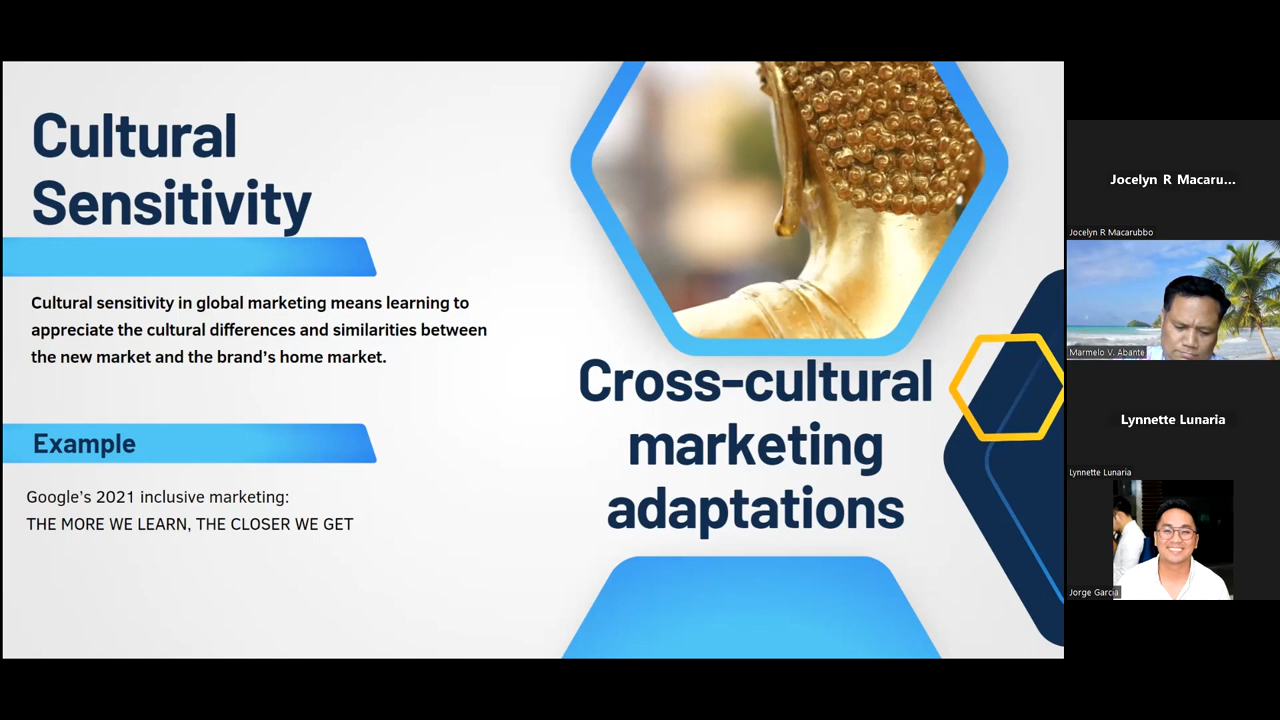 Cultural
Sensitivity
Cultural sensitivity in global marketing means learning to
appreciate the cultural differences and similarities between
the new market and the brand's home market.
Example
Google's 2021 inclusive marketing:
THE MORE WE LEARN, THE CLOSER WE GET
Cross-cultural
marketing
adaptations
Jocelyn R Macaru...
Jocelyn R Macarubbo
Marmelo V. Abante
Lynnette Lunaria
Lynnette Lunaria
Jorge Garcia